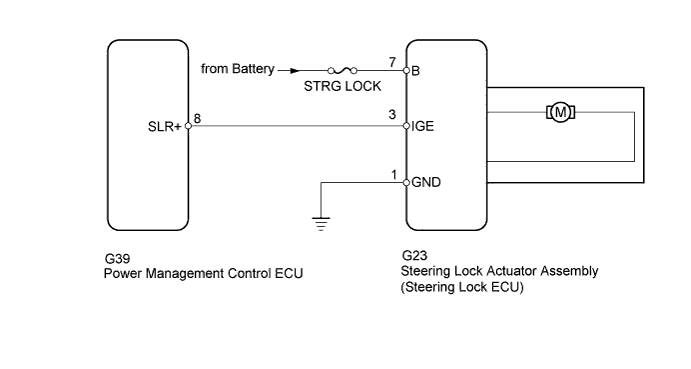 from Battery
7
B
STRG LOCK
M
SLR+
8
3
IGE
1
GND
G39
Power Management Control ECU
G23
Steering Lock Actuator Assembly
(Steering Lock ECU)